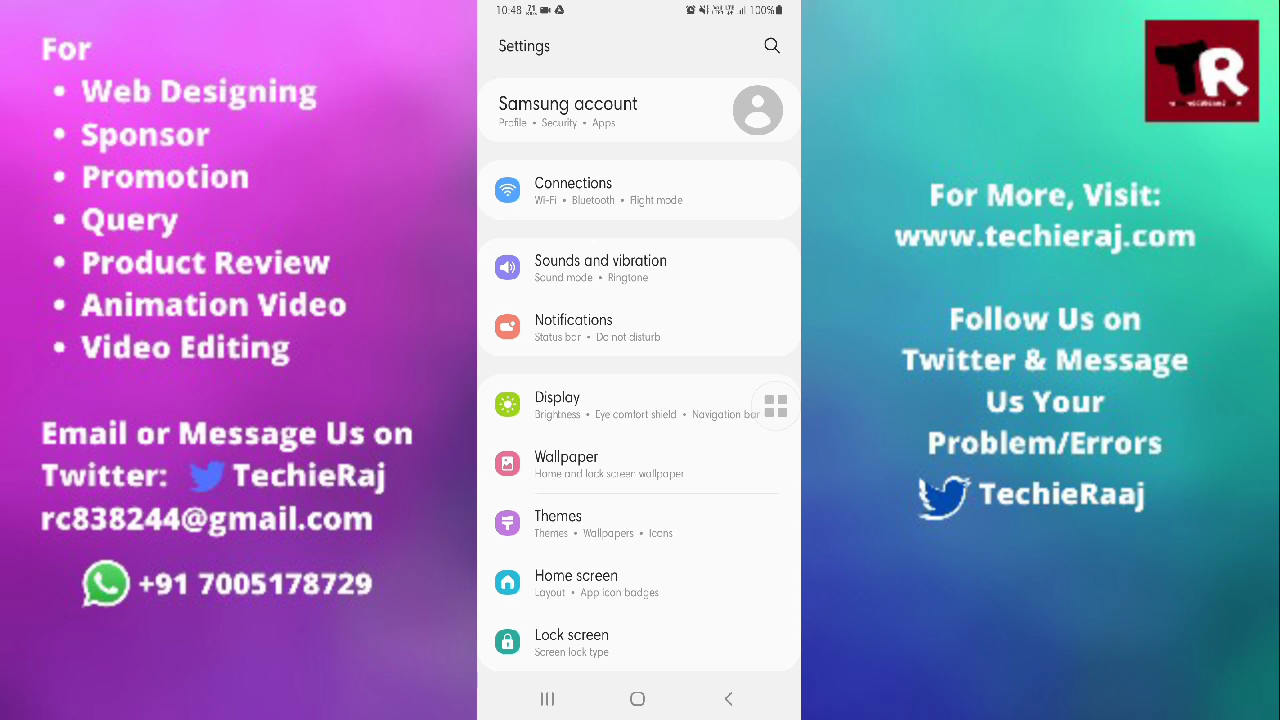 For
• Web Designing
• Sponsor
• Promotion
• Query
• Product Review
• Animation Video
• Video Editing
Email or Message Us on
Twitter: TechieRaj
rc838244@gmail.com
+91 7005178729
10:48
100%
Settings
Samsung account
Profile • Security • Apps
Connections
Wi-Fi • Bluetooth • Flight mode
Sounds and vibration
Sound mode • Ringtone
Notifications
Status bar • Do not disturb
Display
Brightness • Eye comfort shield • Navigation bar
Wallpaper
Home and lock screen wallpaper
Themes
Themes • Wallpapers • Icons
Home screen
Layout • App icon badges
Lock screen
Screen lock type
TR
For More, Visit:
www.techieraj.com
Follow Us on
Twitter & Message
Us Your
Problem/Errors
TechieRaaj